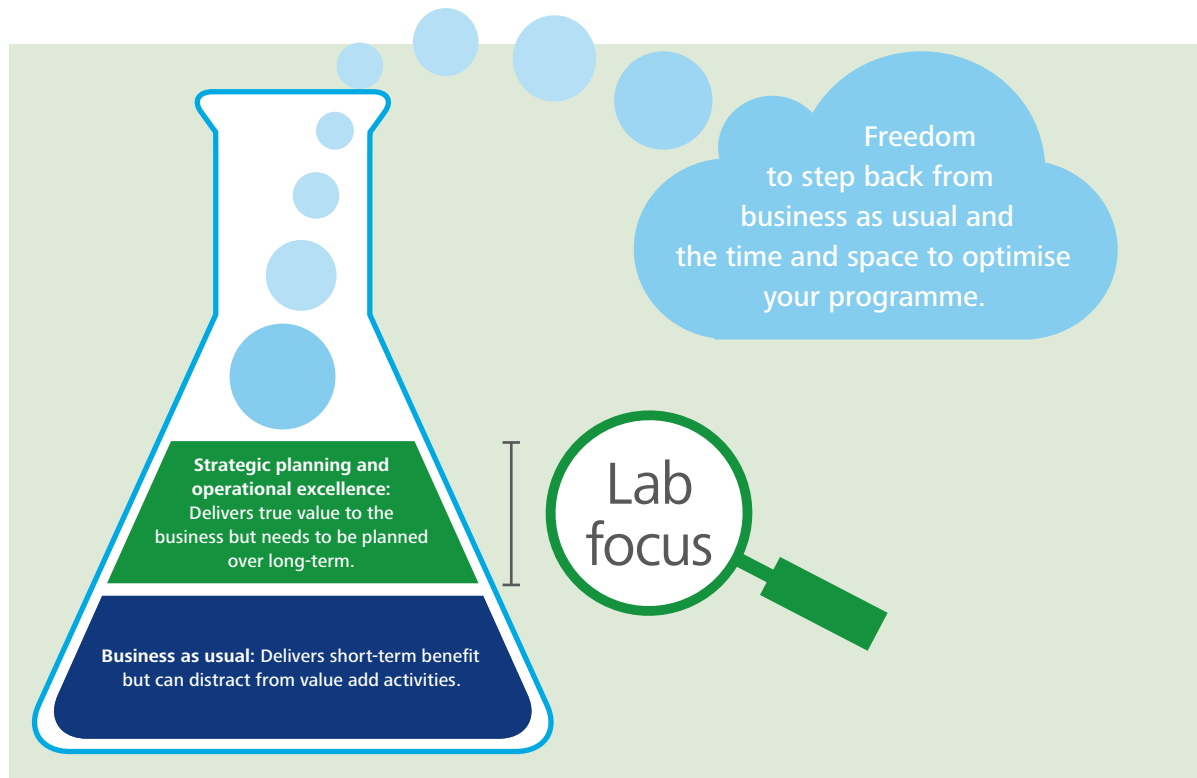 Freedom
to step back from
business as usual and
the time and space to optimise
your programme.
Strategic planning and
operational excellence:
Delivers true value to the
business but needs to be planned
over long-term.
Lab
focus
Business as usual: Delivers short-term benefit
but can distract from value add activities.